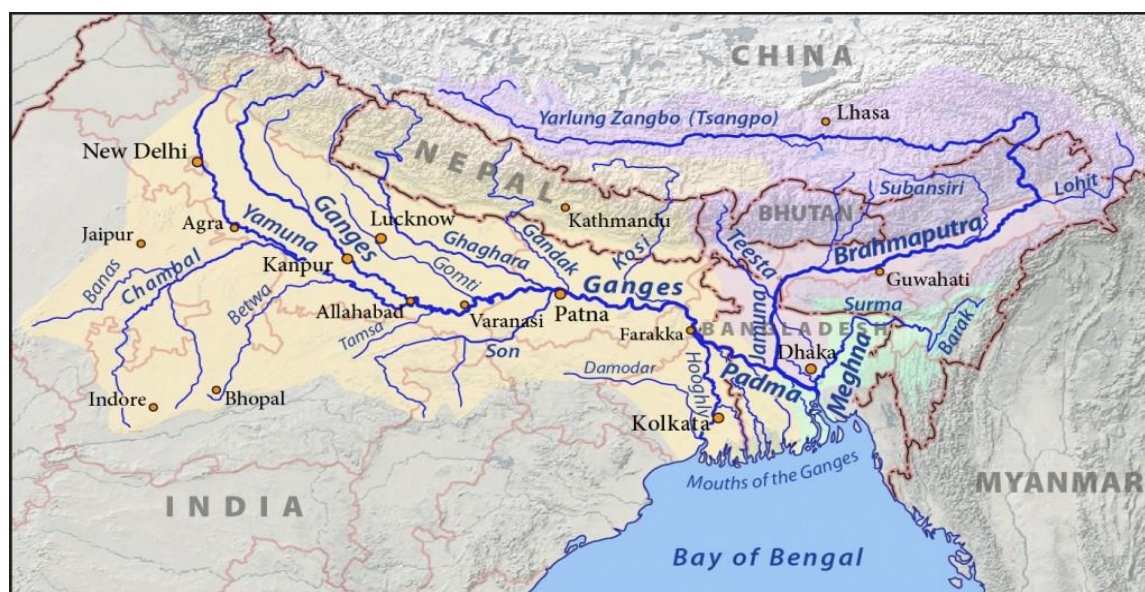 CHINA
Yarlung Zangbo (Tsangpo)
Lhasa
New Delhi
NEPAL
Subansiri
Lohit
Kathmandu
BHUTAN
Agra
Yamuna
Ganges
Lucknow
Ghaghara
Gandak
Kosi
Teesta
Brahmaputra
Jaipur
Banas
Chambal
Kanpur
Gomti
Ganges
Guwahati
Betwa
Allahabad
Varanasi
Patna
Jamuna
Surma
Tamsa
Son
Farakka
BANGLADESH
Barak
Damodar
Hooghly
Padma
Dhaka
Meghna
Indore
Bhopal
Kolkata
Mouths of the Ganges
INDIA
MYANMAR
Bay of Bengal